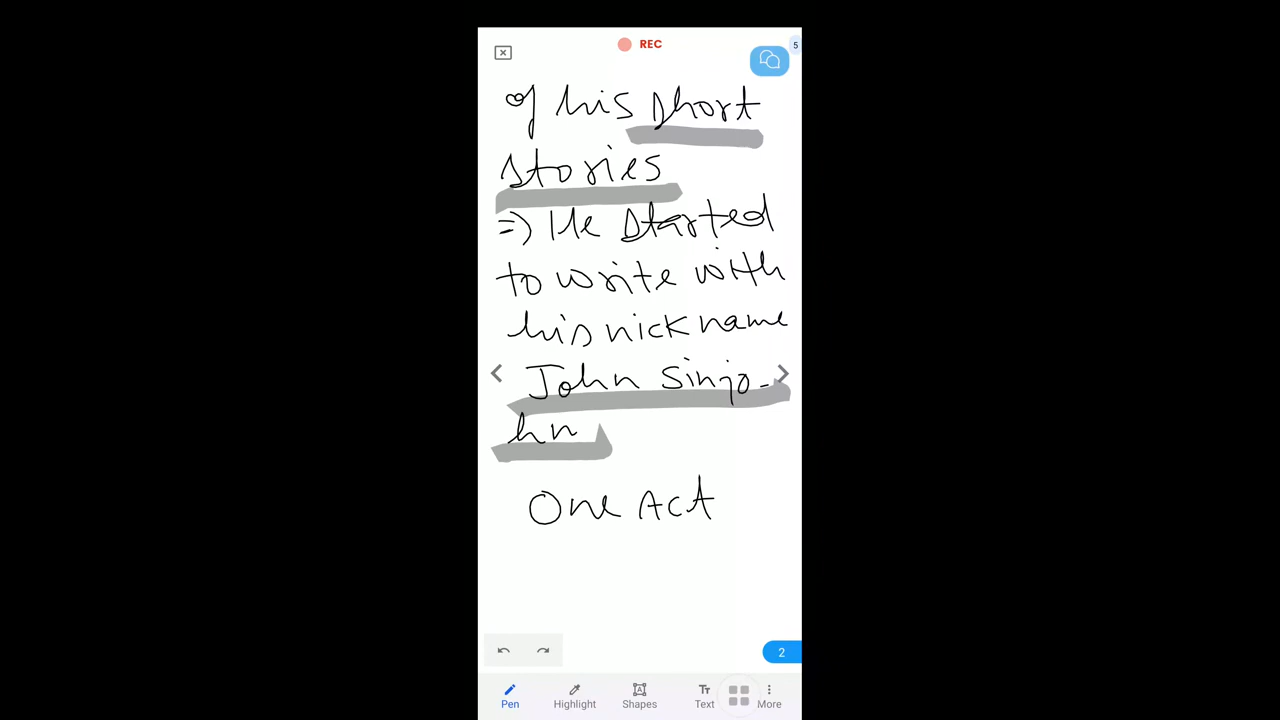 REC
5
of his short
stories
=) He started
to write with
his nick name
John Sinjo-
hn
One Act
2
Pen Highlight Shapes Text More